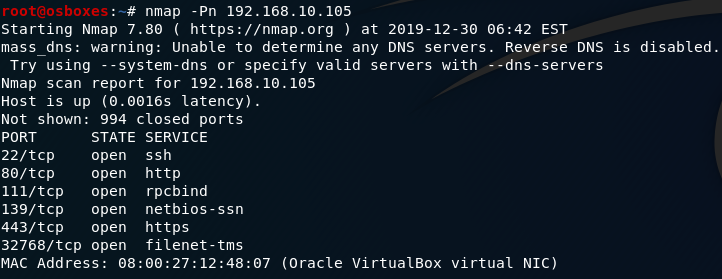 root@osboxes:~# nmap -Pn 192.168.10.105
Starting Nmap 7.80 ( https://nmap.org ) at 2019-12-30 06:42 EST
mass_dns: warning: Unable to determine any DNS servers. Reverse DNS is disabled.
 Try using --system-dns or specify valid servers with --dns-servers
Nmap scan report for 192.168.10.105
Host is up (0.0016s latency).
Not shown: 994 closed ports
PORT      STATE SERVICE
22/tcp    open  ssh
80/tcp    open  http
111/tcp   open  rpcbind
139/tcp   open  netbios-ssn
443/tcp   open  https
32768/tcp open  filenet-tms
MAC Address: 08:00:27:12:48:07 (Oracle VirtualBox virtual NIC)